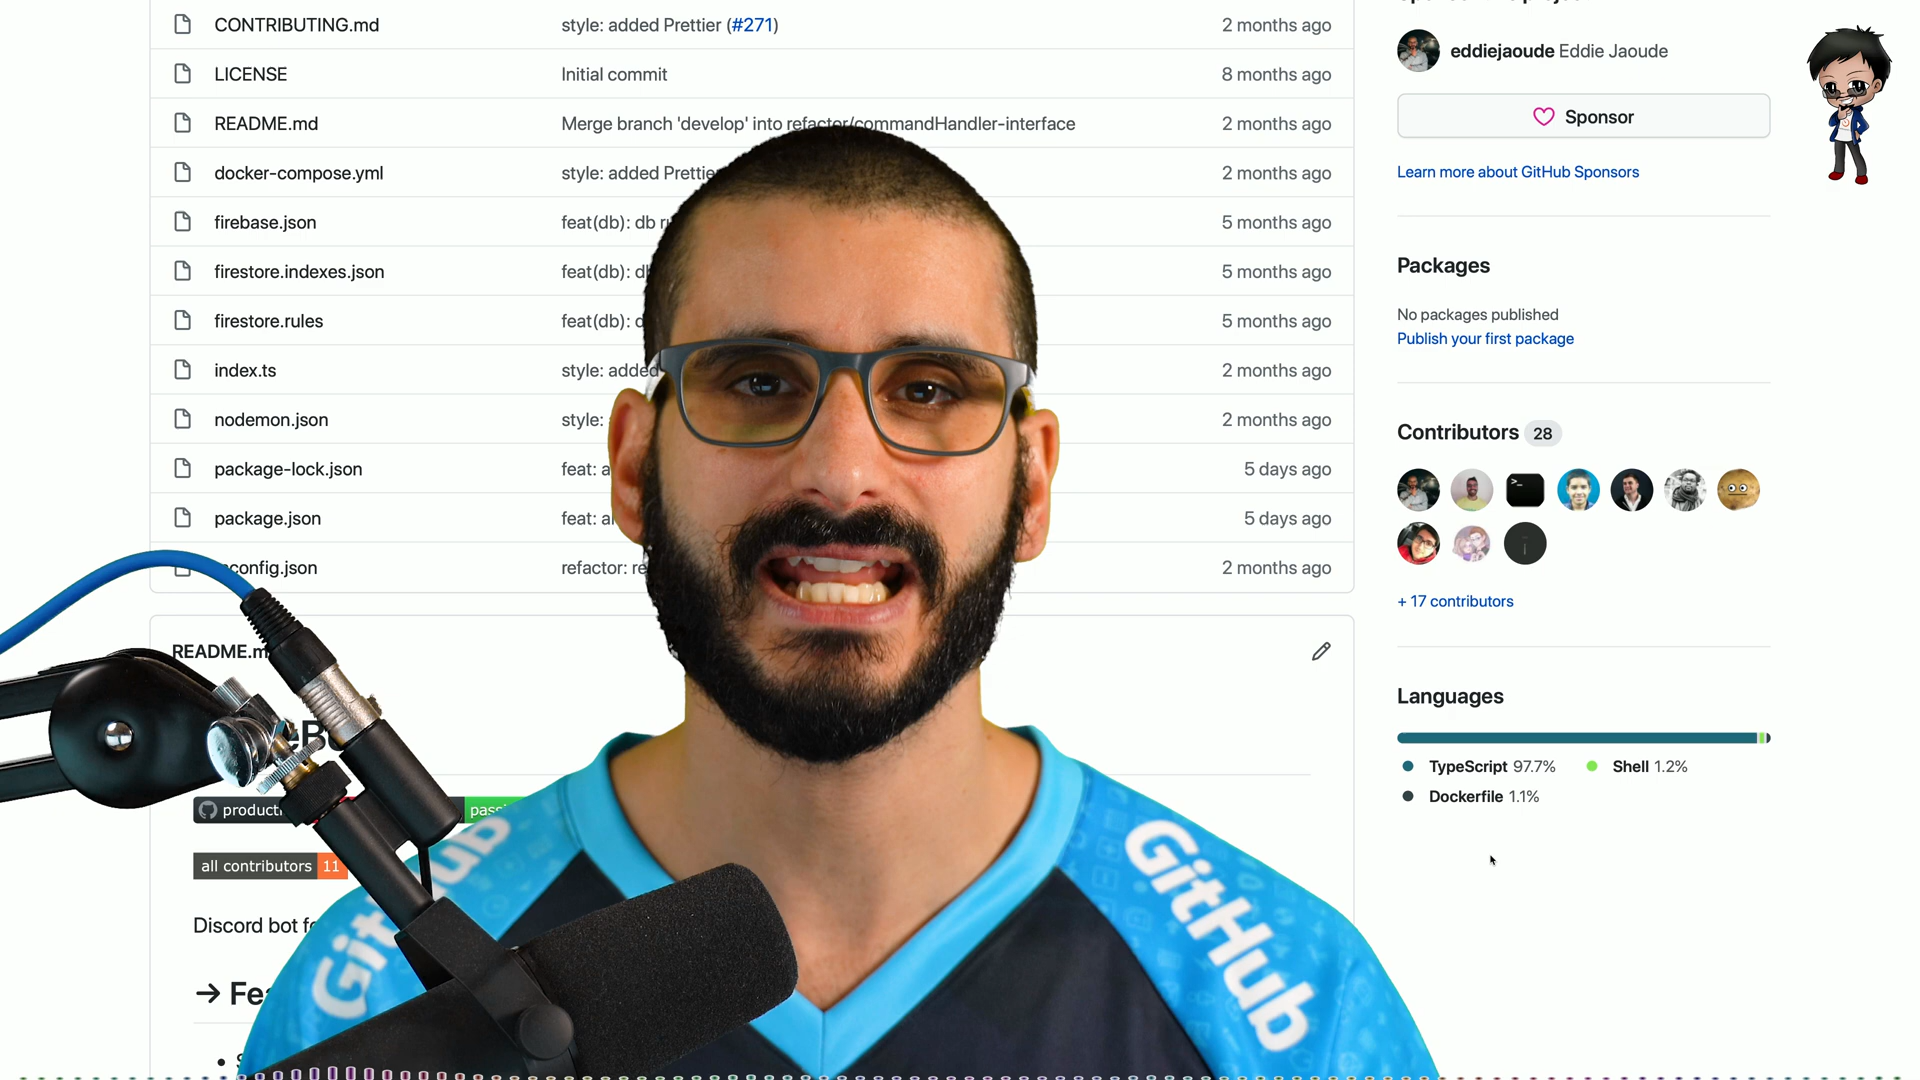 CONTRIBUTING.md style: added Prettier (#271) 2 months ago
LICENSE Initial commit 8 months ago
README.md Merge branch 'develop' into refactor/commandHandler-interface 2 months ago
docker-compose.yml style: added Prettie 2 months ago
firebase.json feat(db): db 5 months ago
firestore.indexes.json feat(db): 5 months ago
firestore.rules feat(db): 5 months ago
index.ts style: added 2 months ago
nodemon.json style: 2 months ago
package-lock.json feat: 5 days ago
package.json feat: 5 days ago
config.json refactor: re 2 months ago
README.m
eB
product pass
all contributors 11
Discord bot f
→ Fea
eddiejaoude Eddie Jaoude
Sponsor
Learn more about GitHub Sponsors
Packages
No packages published
Publish your first package
Contributors 28
+ 17 contributors
Languages
TypeScript 97.7% Shell 1.2%
Dockerfile 1.1%
GitHub
GitHub